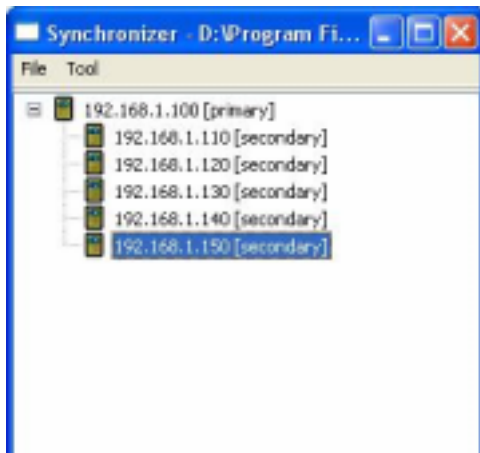 Synchronizer - D:\Program Fi...
File Tool
192.168.1.100 [primary]
192.168.1.110 [secondary]
192.168.1.120 [secondary]
192.168.1.130 [secondary]
192.168.1.140 [secondary]
192.168.1.150 [secondary]